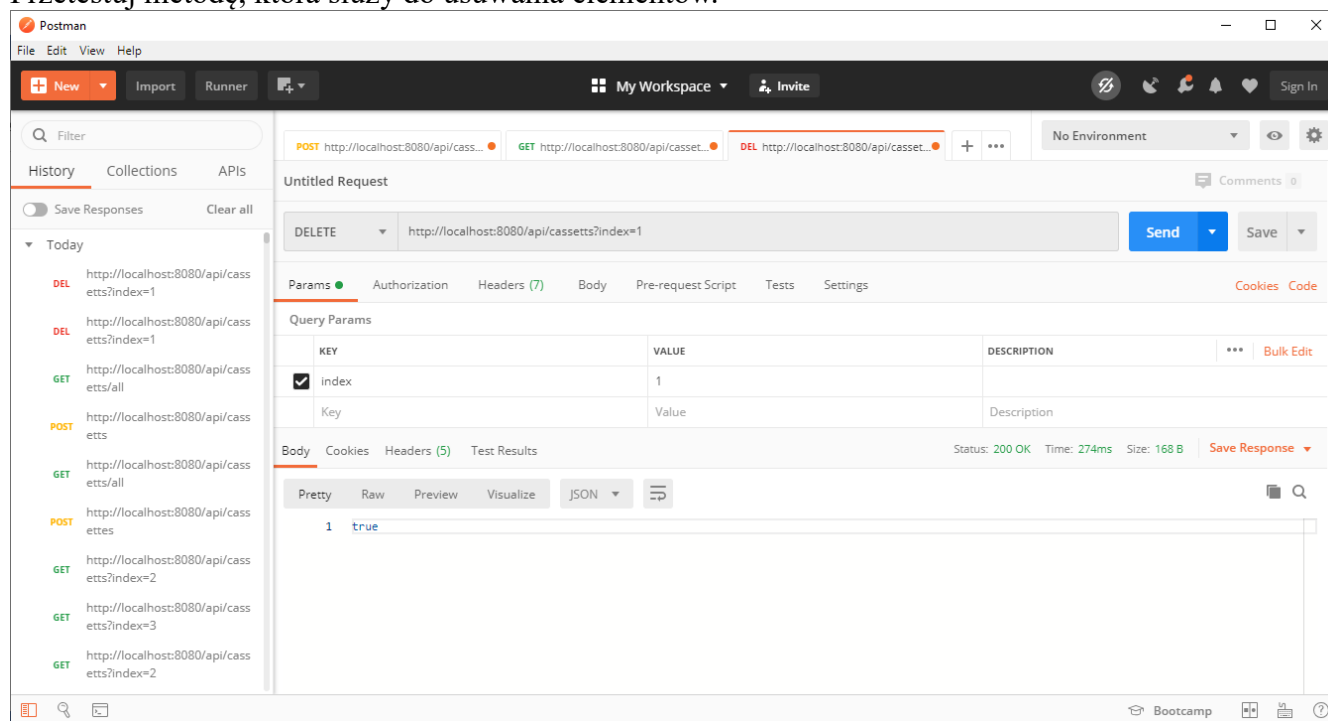 Przetestuj metodę, która służy do usuwania elementów.
Postman
File Edit View Help
New Import Runner My Workspace Invite Sign In
Filter
History Collections APIs
Save Responses Clear all
Today
DEL http://localhost:8080/api/cass
etts?index=1
DEL http://localhost:8080/api/cass
etts?index=1
GET http://localhost:8080/api/cass
etts/all
POST http://localhost:8080/api/cass
etts
GET http://localhost:8080/api/cass
etts/all
POST http://localhost:8080/api/cass
ettes
GET http://localhost:8080/api/cass
etts?index=2
GET http://localhost:8080/api/cass
etts?index=3
GET http://localhost:8080/api/cass
etts?index=2
POST http://localhost:8080/api/cass... GET http://localhost:8080/api/casset... DEL http://localhost:8080/api/casset... + ••• No Environment
Untitled Request Comments 0
DELETE http://localhost:8080/api/cassetts?index=1 Send Save
Params Authorization Headers (7) Body Pre-request Script Tests Settings Cookies Code
Query Params
KEY VALUE DESCRIPTION ••• Bulk Edit
index 1
Key Value Description
Body Cookies Headers (5) Test Results Status: 200 OK Time: 274ms Size: 168 B Save Response
Pretty Raw Preview Visualize JSON
1 true
Bootcamp